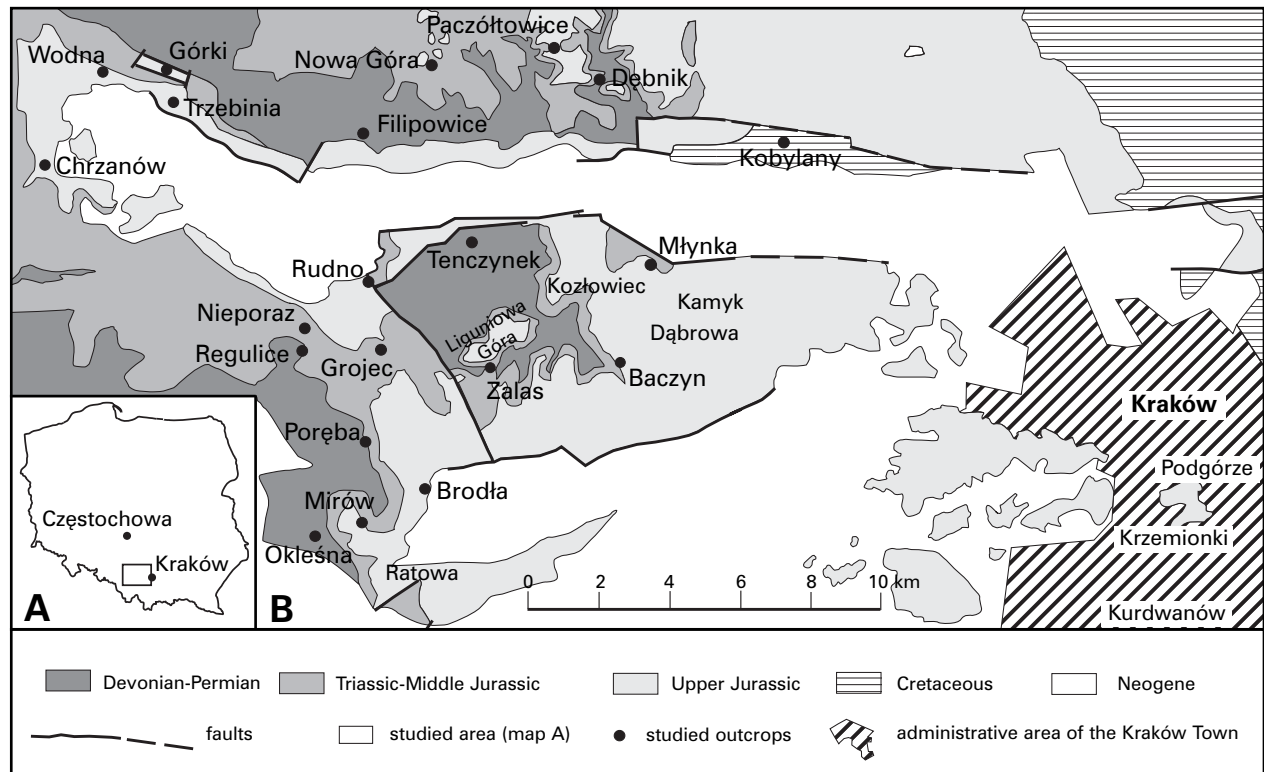 Paczółtowice
Wodna
Górki
Nowa Góra
Dębnik
Trzebinia
Filipowice
Kobylany
Chrzanów
Młynka
Rudno
Tenczynek
Kozłowiec
Kamyk
Nieporaz
Liguniowa
Góra
Dąbrowa
Regulice
Grojec
Zalas
Baczyn
Kraków
Poręba
Podgórze
Mirów
Brodła
Częstochowa
Krzemionki
Okleśna
Kraków
Ratowa
0 2 4 6 8 10 km
A
B
Kurdwanów
Devonian-Permian
Triassic-Middle Jurassic
Upper Jurassic
Cretaceous
Neogene
faults
studied area (map A)
studied outcrops
administrative area of the Kraków Town